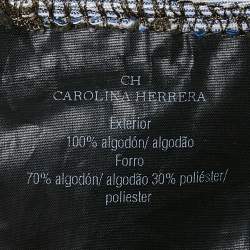 CH
CAROLINA HERRERA
Exterior
100% algodón/ algodão
Forro
70% algodón/ algodão 30% poliéster/
poliester